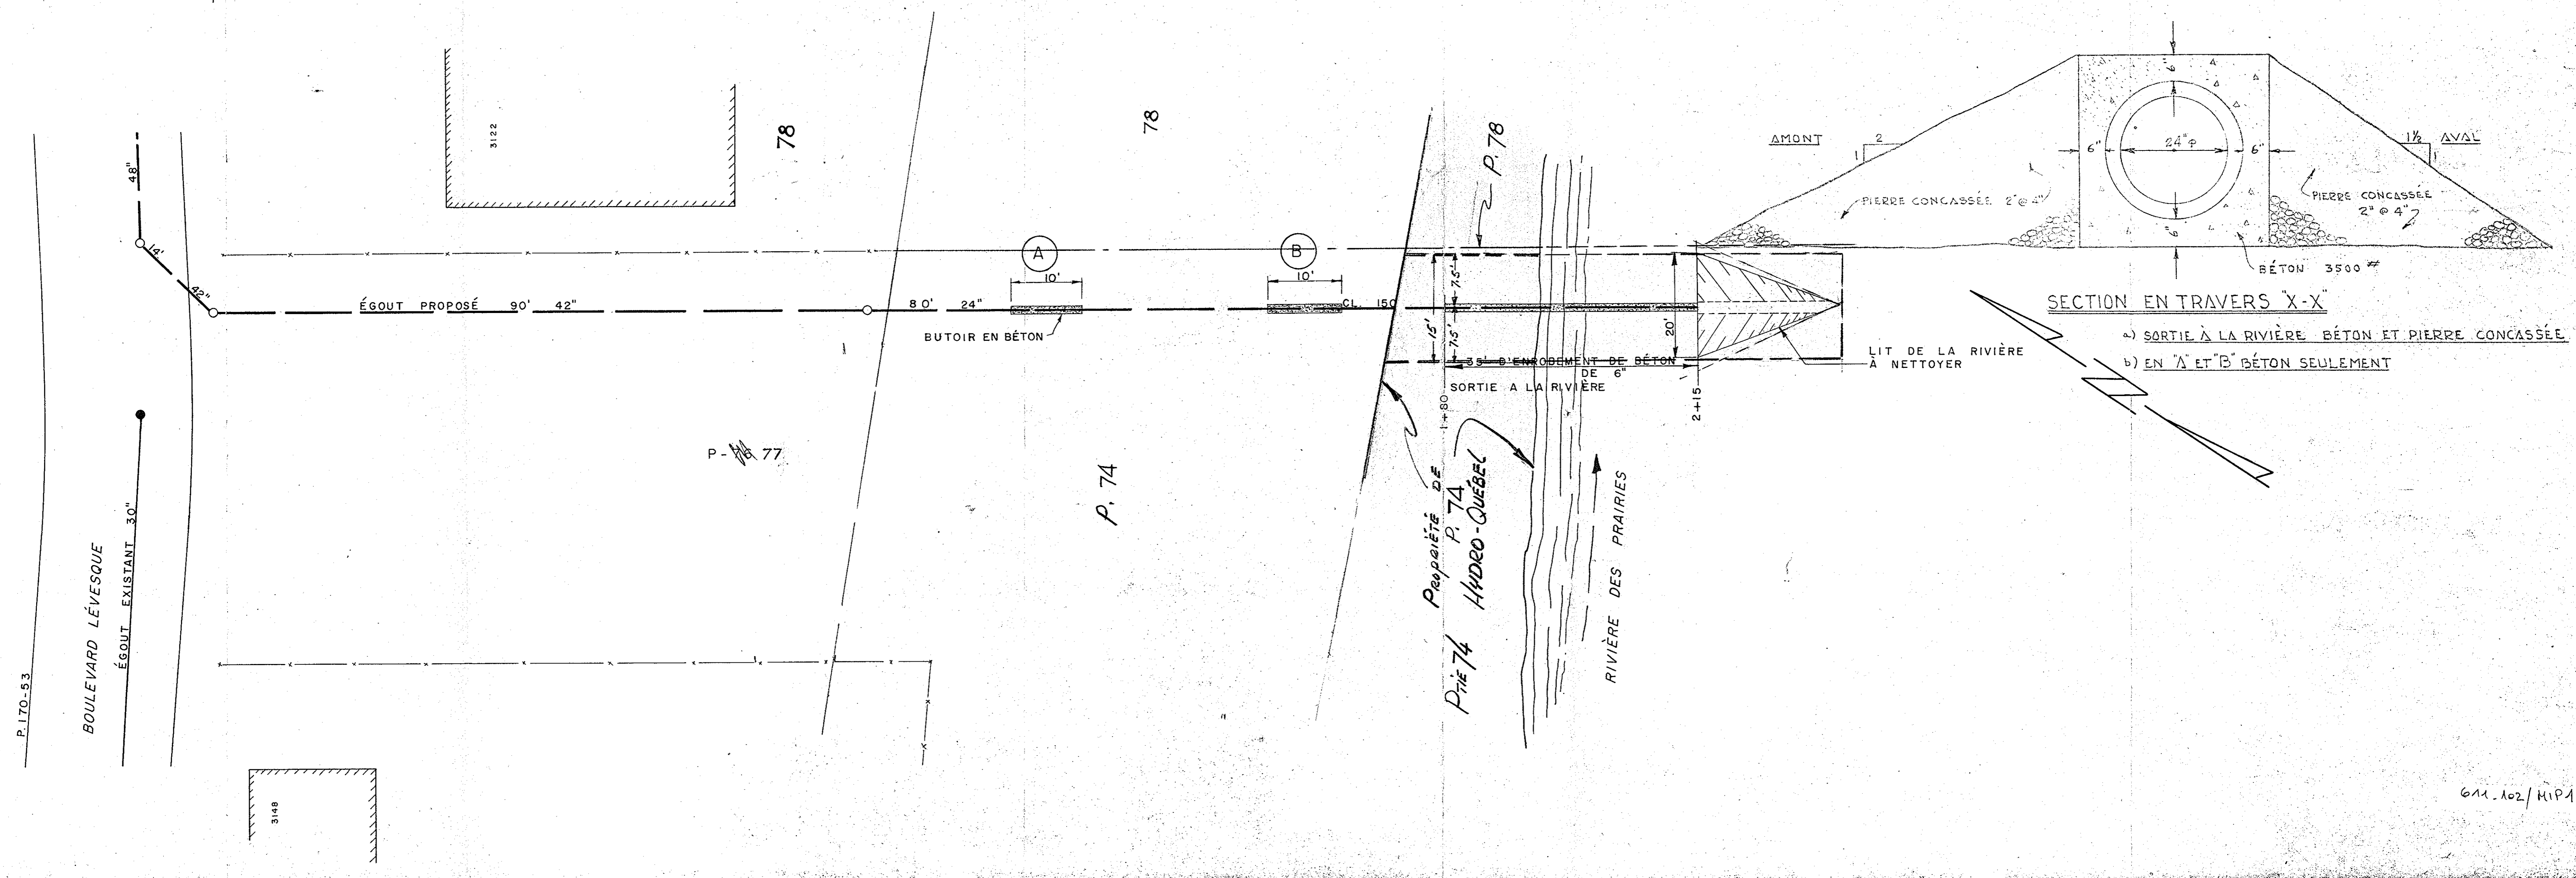 48"
14'
42"
3122
78
78
ÉGOUT PROPOSÉ 90' 42"
80' 24"
A
10'
BUTOIR EN BÉTON
B
10'
CL. 150
P. 78
15'
7.5'
7.5'
20'
35' D'ENROBEMENT DE BÉTON
DE 6"
SORTIE A LA RIVIÈRE
1+80
2+15
LIT DE LA RIVIÈRE
À NETTOYER
AMONT
2
1
6"
6"
24" φ
6"
6"
1½
1
AVAL
PIERRE CONCASSÉE 2" @ 4"
PIERRE CONCASSÉE
2" @ 4"
BÉTON 3500 #
SECTION EN TRAVERS "X-X"
a) SORTIE À LA RIVIÈRE BÉTON ET PIERRE CONCASSÉE
b) EN "A" ET "B" BÉTON SEULEMENT
P. 170-53
BOULEVARD LÉVESQUE
ÉGOUT EXISTANT 30"
P- 77
P. 74
PROPRIÉTÉ DE
P. 74
HYDRO-QUÉBEC
PTIE 74
RIVIÈRE DES PRAIRIES
3148
611.102/MIP1